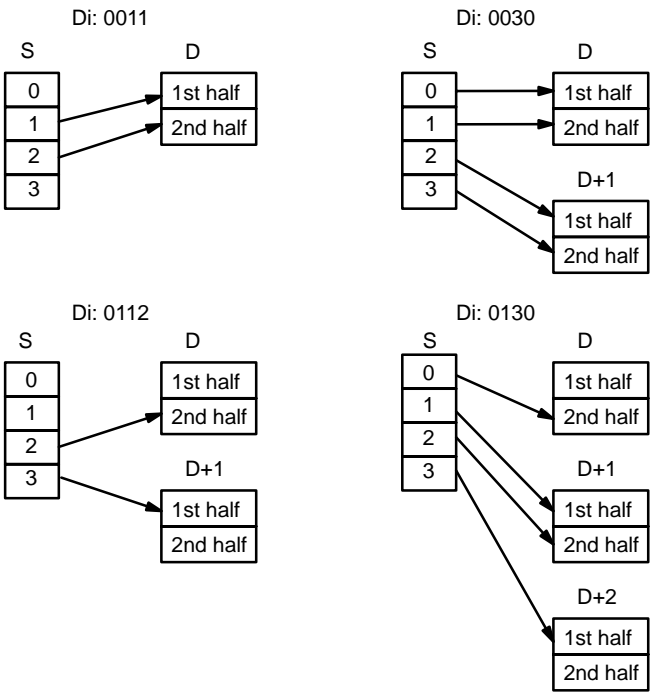 Di: 0011
S
D
0
1
2
3
1st half
2nd half
Di: 0030
S
D
0
1
2
3
1st half
2nd half
D+1
1st half
2nd half
Di: 0112
S
D
0
1
2
3
1st half
2nd half
D+1
1st half
2nd half
Di: 0130
S
D
0
1
2
3
1st half
2nd half
D+1
1st half
2nd half
D+2
1st half
2nd half